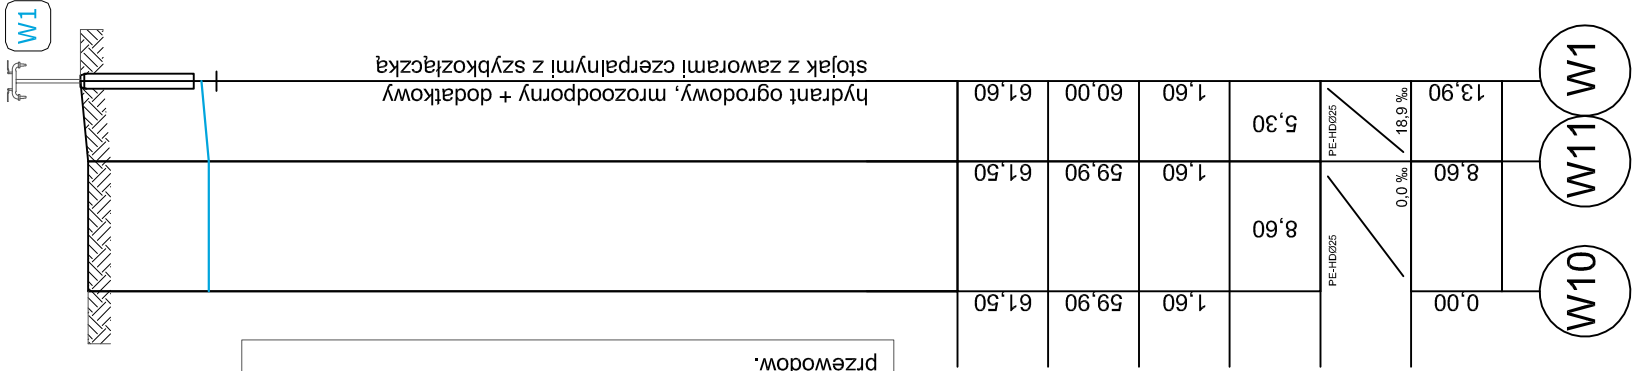 W1
hydrant ogrodowy, mrozoodporny + dodatkowy
stojak z zaworami czerpalnymi z szybkozłączką
61,60 60,00 1,60 13,90 W1
5,30 PE-HDØ25 18,9 ‰
61,50 59,90 1,60 8,60 W11
8,60 PE-HDØ25 0,0 ‰
61,50 59,90 1,60 0,00 W10
przewodów.